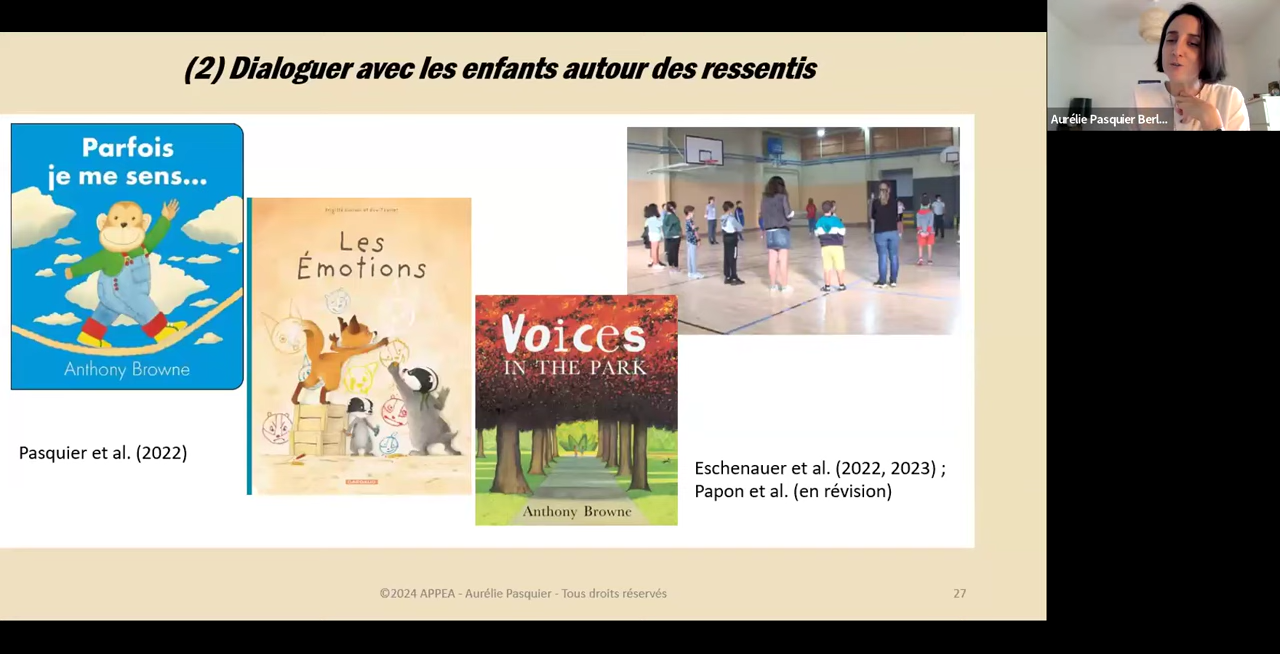 (2) Dialoguer avec les enfants autour des ressentis
Aurélie Pasquier Berl...
Parfois
je me sens...
Anthony Browne
Les
Émotions
Voices
IN THE PARK
Anthony Browne
Pasquier et al. (2022)
Eschenauer et al. (2022, 2023) ;
Papon et al. (en révision)
©2024 APPEA - Aurélie Pasquier - Tous droits réservés
27